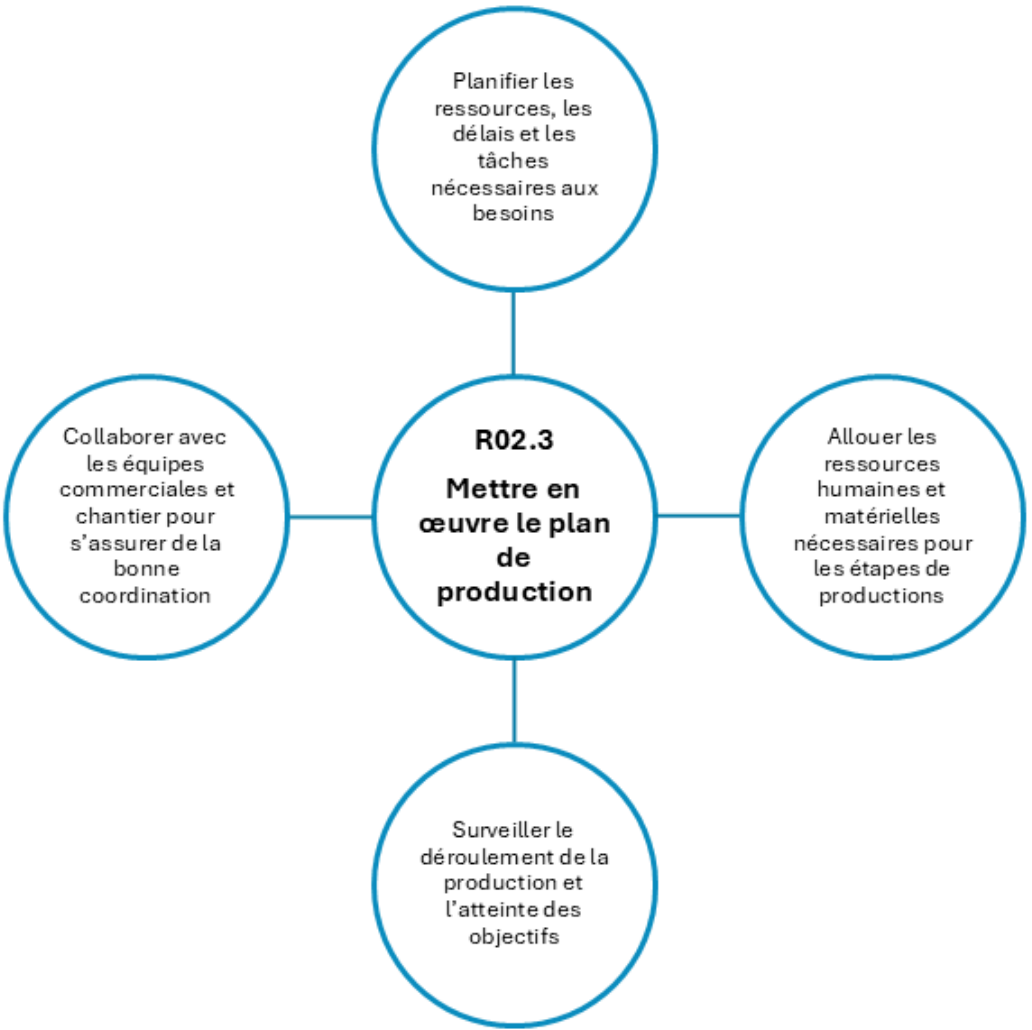 Planifier les
ressources, les
délais et les
tâches
nécessaires aux
besoins
Collaborer avec
les équipes
commerciales et
chantier pour
s’assurer de la
bonne
coordination
R02.3
Mettre en
œuvre le plan
de
production
Allouer les
ressources
humaines et
matérielles
nécessaires pour
les étapes de
productions
Surveiller le
déroulement de la
production et
l’atteinte des
objectifs